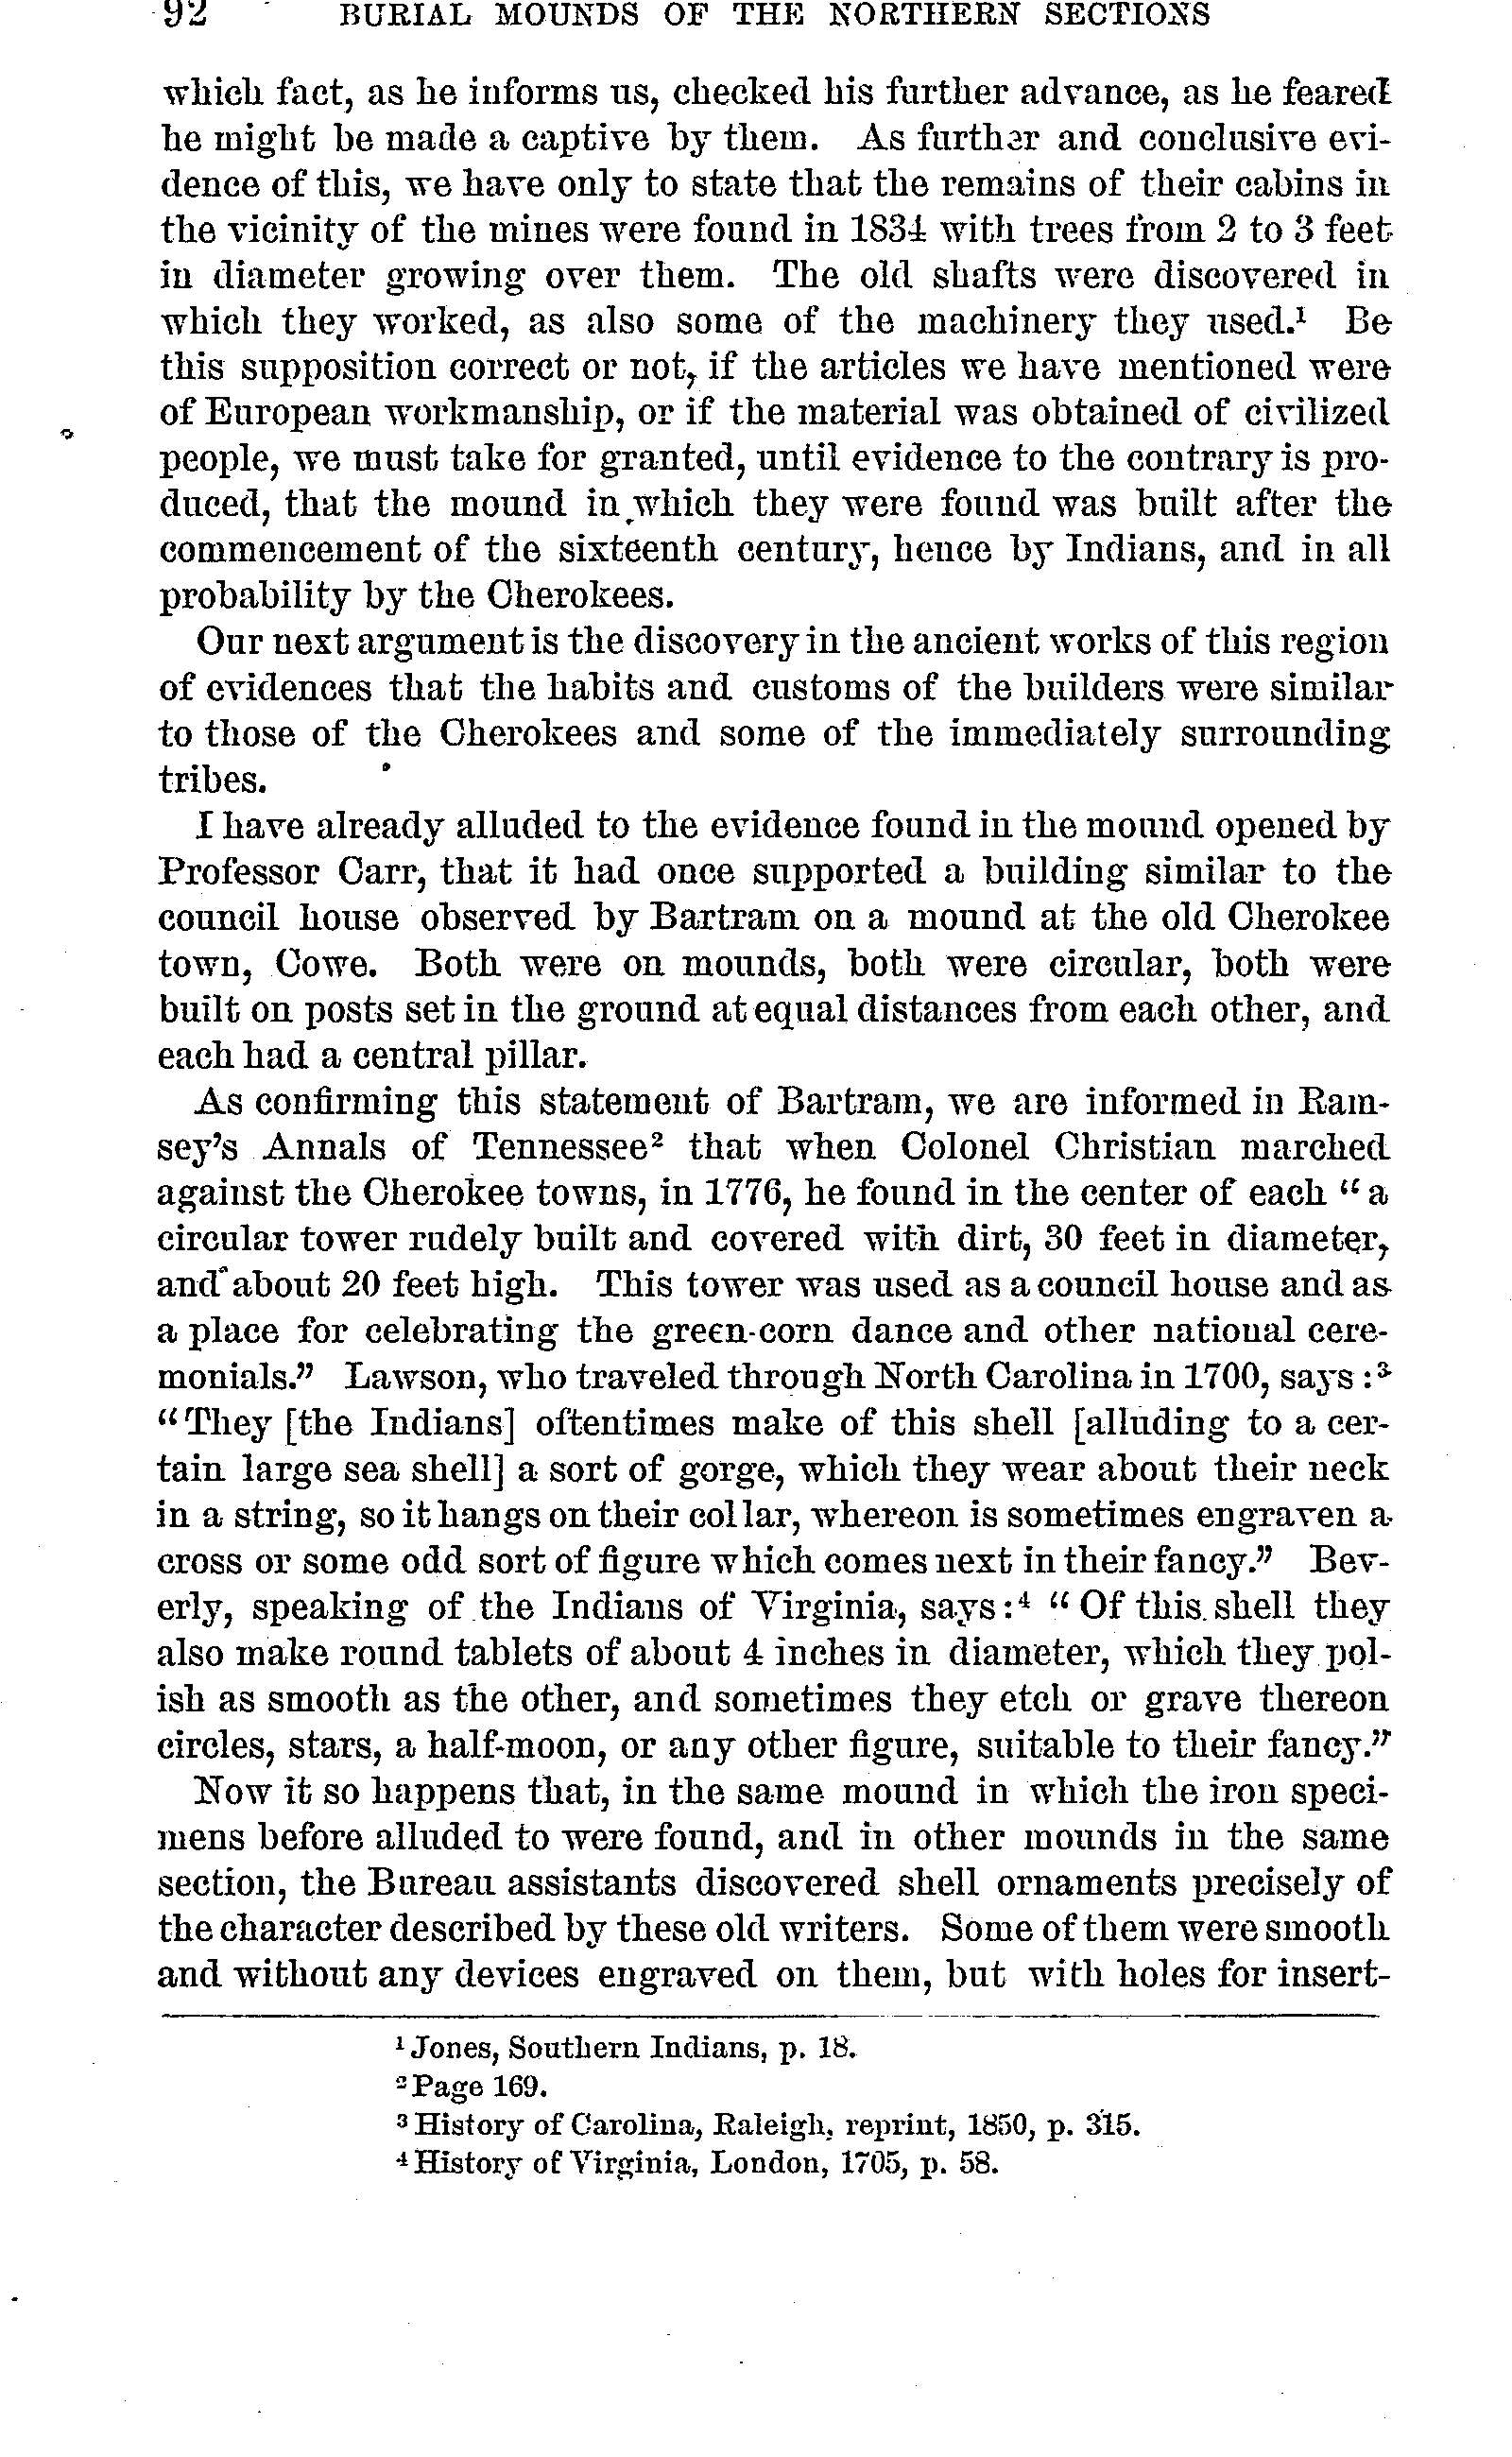 92 BURIAL MOUNDS OF THE NORTHERN SECTIONS
which fact, as he informs us, checked his further advance, as he feared
he might be made a captive by them. As further and conclusive evi-
dence of this, we have only to state that the remains of their cabins in
the vicinity of the mines were found in 1834 with trees from 2 to 3 feet
in diameter growing over them. The old shafts were discovered in
which they worked, as also some of the machinery they used.¹ Be
this supposition correct or not, if the articles we have mentioned were
of European workmanship, or if the material was obtained of civilized
people, we must take for granted, until evidence to the contrary is pro-
duced, that the mound in which they were found was built after the
commencement of the sixteenth century, hence by Indians, and in all
probability by the Cherokees.
Our next argument is the discovery in the ancient works of this region
of evidences that the habits and customs of the builders were similar
to those of the Cherokees and some of the immediately surrounding
tribes.
I have already alluded to the evidence found in the mound opened by
Professor Carr, that it had once supported a building similar to the
council house observed by Bartram on a mound at the old Cherokee
town, Cowe. Both were on mounds, both were circular, both were
built on posts set in the ground at equal distances from each other, and
each had a central pillar.
As confirming this statement of Bartram, we are informed in Ram-
sey's Annals of Tennessee² that when Colonel Christian marched
against the Cherokee towns, in 1776, he found in the center of each "a
circular tower rudely built and covered with dirt, 30 feet in diameter,
and about 20 feet high. This tower was used as a council house and as
a place for celebrating the green-corn dance and other national cere-
monials." Lawson, who traveled through North Carolina in 1700, says:³
"They [the Indians] oftentimes make of this shell [alluding to a cer-
tain large sea shell] a sort of gorge, which they wear about their neck
in a string, so it hangs on their collar, whereon is sometimes engraven a
cross or some odd sort of figure which comes next in their fancy." Bev-
erly, speaking of the Indians of Virginia, says:⁴ "Of this shell they
also make round tablets of about 4 inches in diameter, which they pol-
ish as smooth as the other, and sometimes they etch or grave thereon
circles, stars, a half-moon, or any other figure, suitable to their fancy."
Now it so happens that, in the same mound in which the iron speci-
mens before alluded to were found, and in other mounds in the same
section, the Bureau assistants discovered shell ornaments precisely of
the character described by these old writers. Some of them were smooth
and without any devices engraved on them, but with holes for insert-
¹ Jones, Southern Indians, p. 18.
² Page 169.
³ History of Carolina, Raleigh, reprint, 1850, p. 315.
⁴ History of Virginia, London, 1705, p. 58.